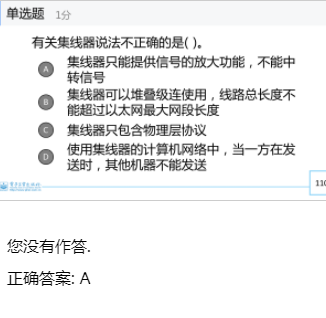 单选题 1分
有关集线器说法不正确的是( )。
A 集线器只能提供信号的放大功能，不能中
转信号
B 集线器可以堆叠级连使用，线路总长度不
能超过以太网最大网段长度
C 集线器只包含物理层协议
D 使用集线器的计算机网络中，当一方在发
送时，其他机器不能发送
110
您没有作答.
正确答案: A